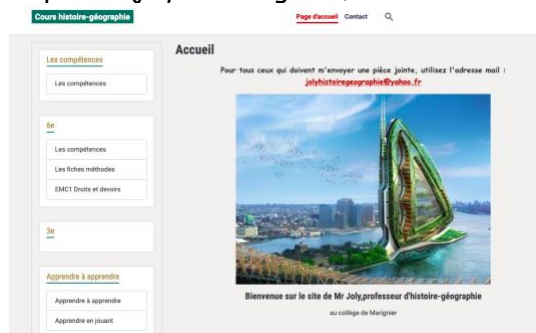 Cours histoire-géographie
Page d'accueil Contact
Les compétences
Les compétences
6e
Les compétences
Les fiches méthodes
EMC1 Droits et devoirs
3e
Apprendre à apprendre
Apprendre à apprendre
Apprendre en jouant
Accueil
Pour tous ceux qui doivent m'envoyer une pièce jointe, utilisez l'adresse mail :
jolyhistoiregeographie@yahoo.fr
Bienvenue sur le site de Mr Joly,professeur d'histoire-géographie
au collège de Marignier